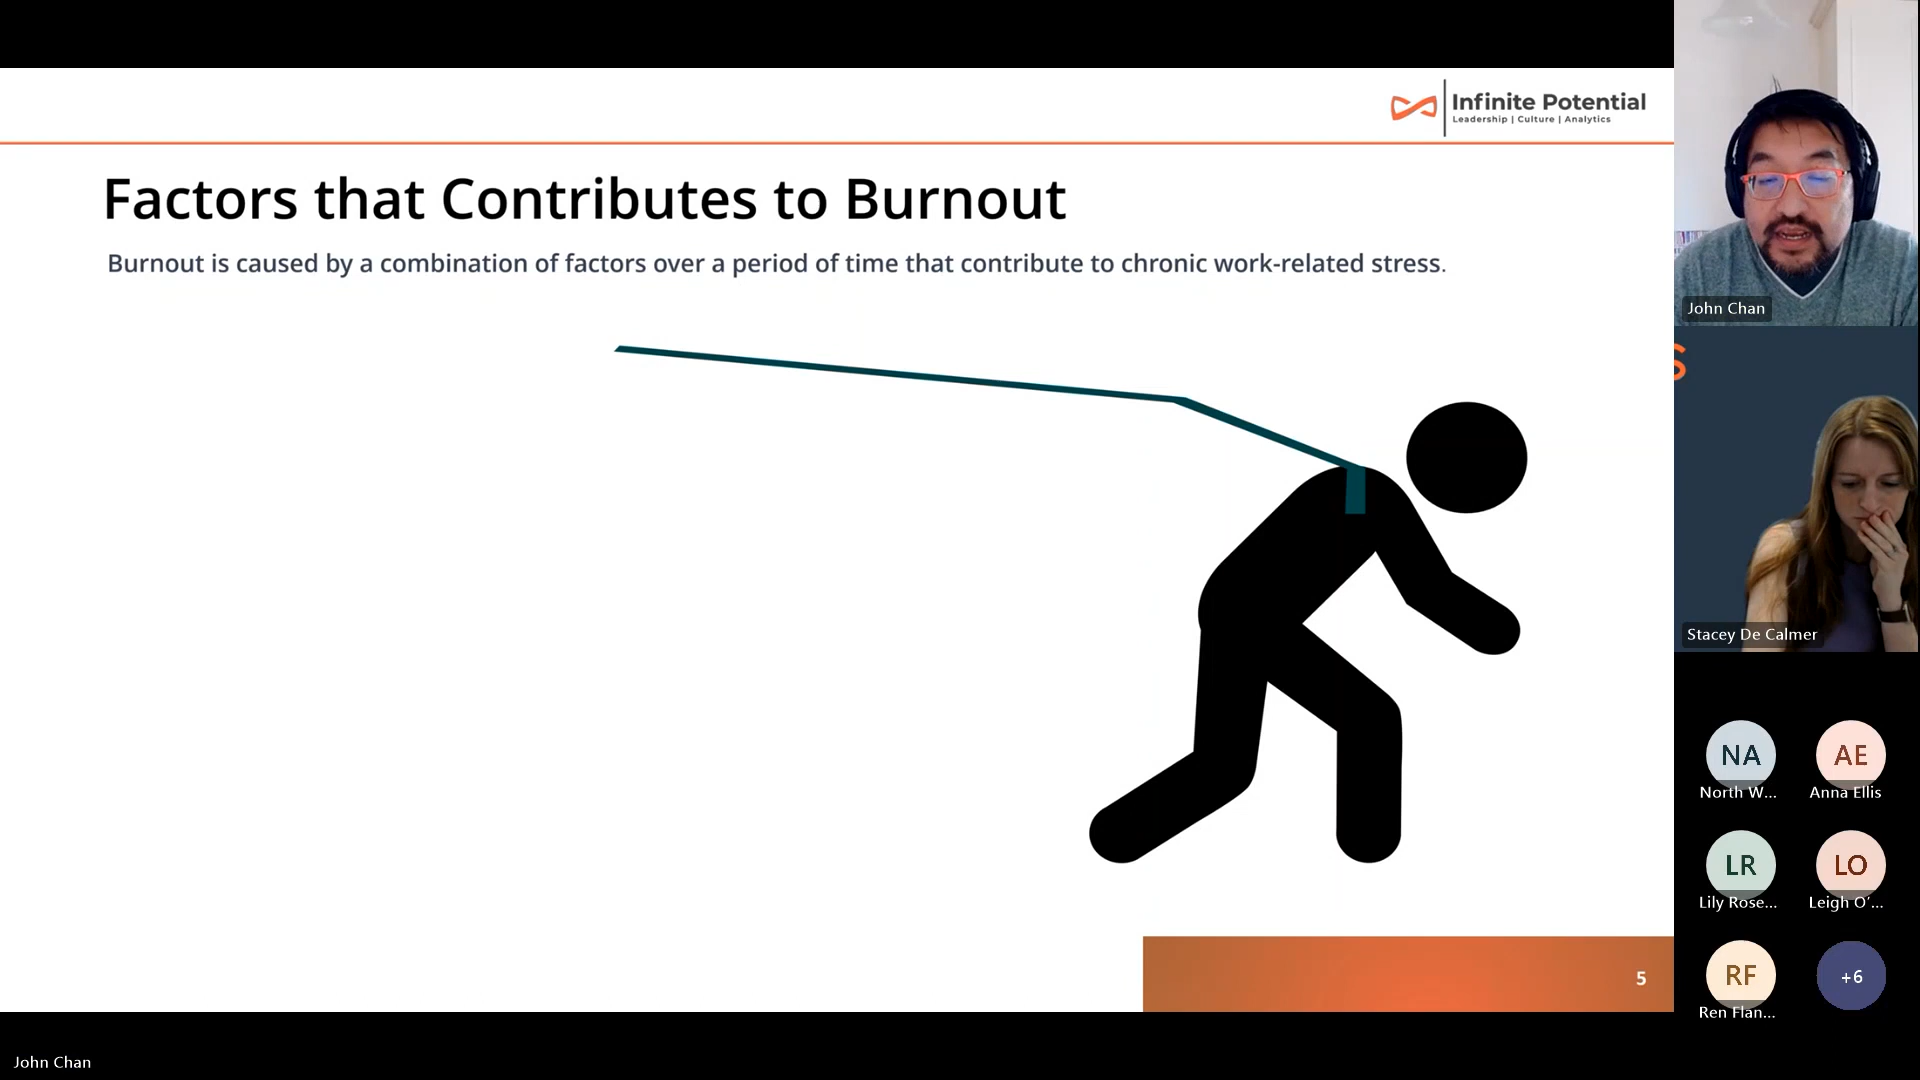 Infinite Potential
Leadership | Culture | Analytics
Factors that Contributes to Burnout
Burnout is caused by a combination of factors over a period of time that contribute to chronic work-related stress.
5
John Chan
S
Stacey De Calmer
NA
AE
North W...
Anna Ellis
LR
LO
Lily Rose...
Leigh O'...
RF
+6
Ren Flan...
John Chan